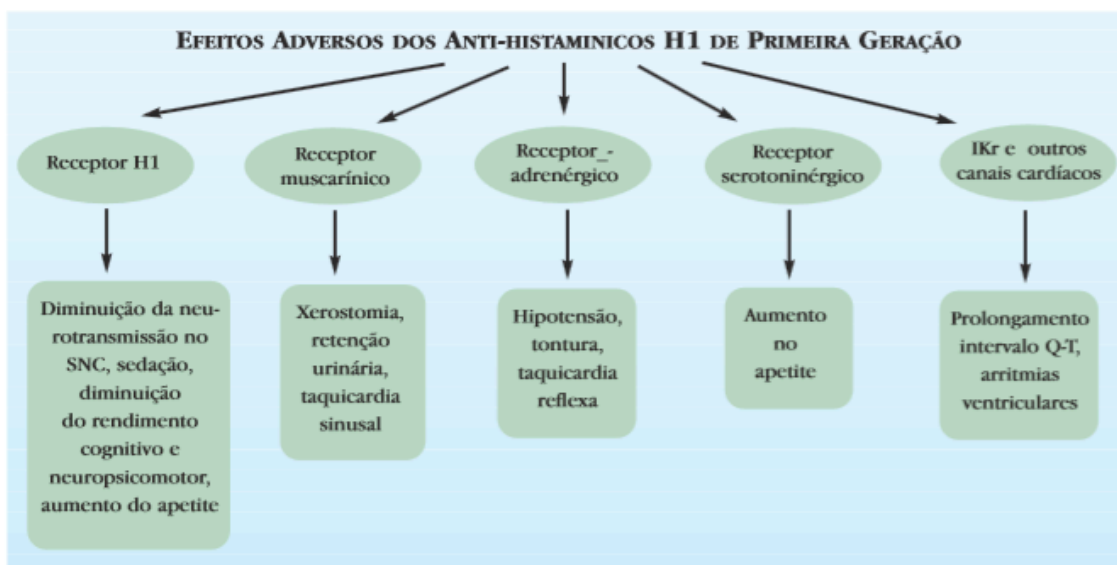 EFEITOS ADVERSOS DOS ANTI-HISTAMINICOS H1 DE PRIMEIRA GERAÇÃO
Receptor H1
Receptor
muscarínico
Receptor_-
adrenérgico
Receptor
serotoninérgico
IKr e outros
canais cardíacos
Diminuição da neu-
rotransmissão no
SNC, sedação,
diminuição
do rendimento
cognitivo e
neuropsicomotor,
aumento do apetite
Xerostomia,
retenção
urinária,
taquicardia
sinusal
Hipotensão,
tontura,
taquicardia
reflexa
Aumento
no
apetite
Prolongamento
intervalo Q-T,
arritmias
ventriculares